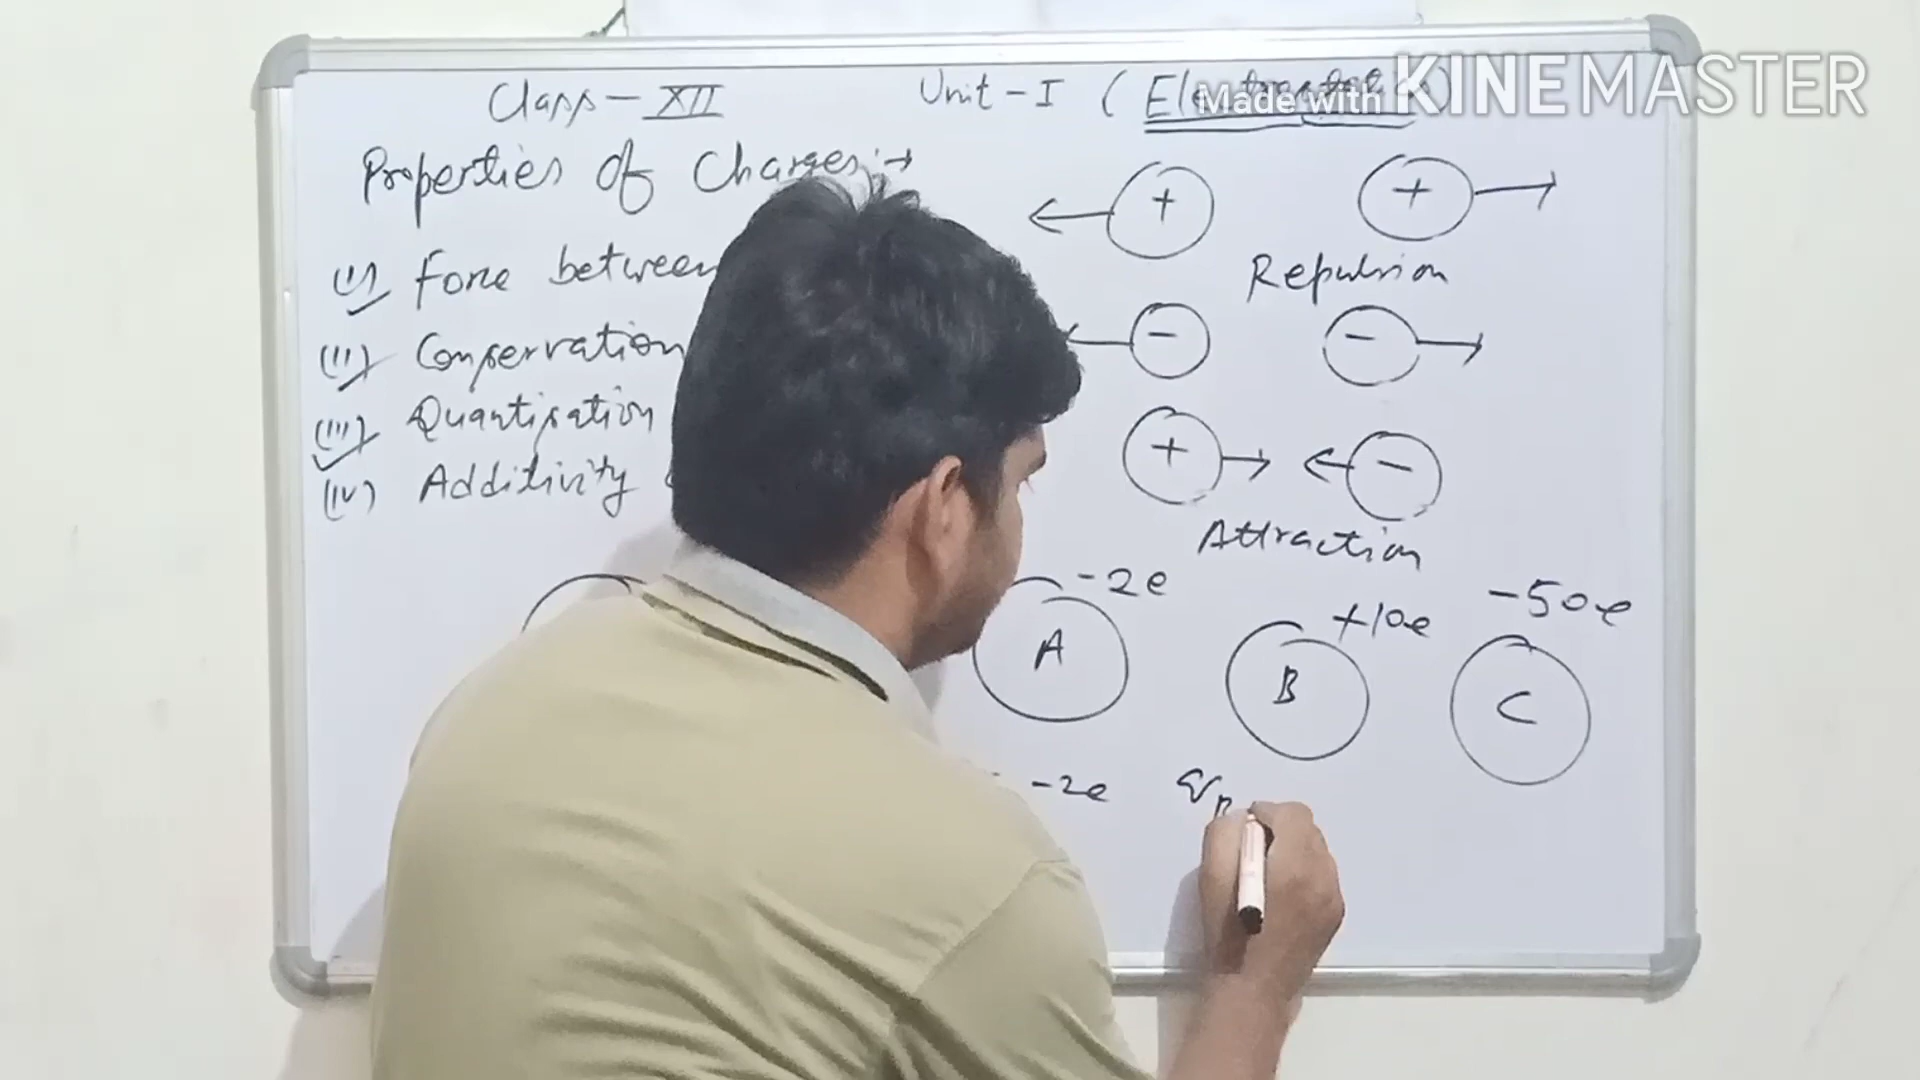 Class - XII
Unit - I (Electrostatics)
Made with KINEMASTER
Properties of Charges :→
(i) Force between
(ii) Conservation
(iii) Quantisation
(iv) Additivity
+ +
Repulsion
- -
+ -
Attraction
-2e
A
+10e
B
-50e
C
-2e
q